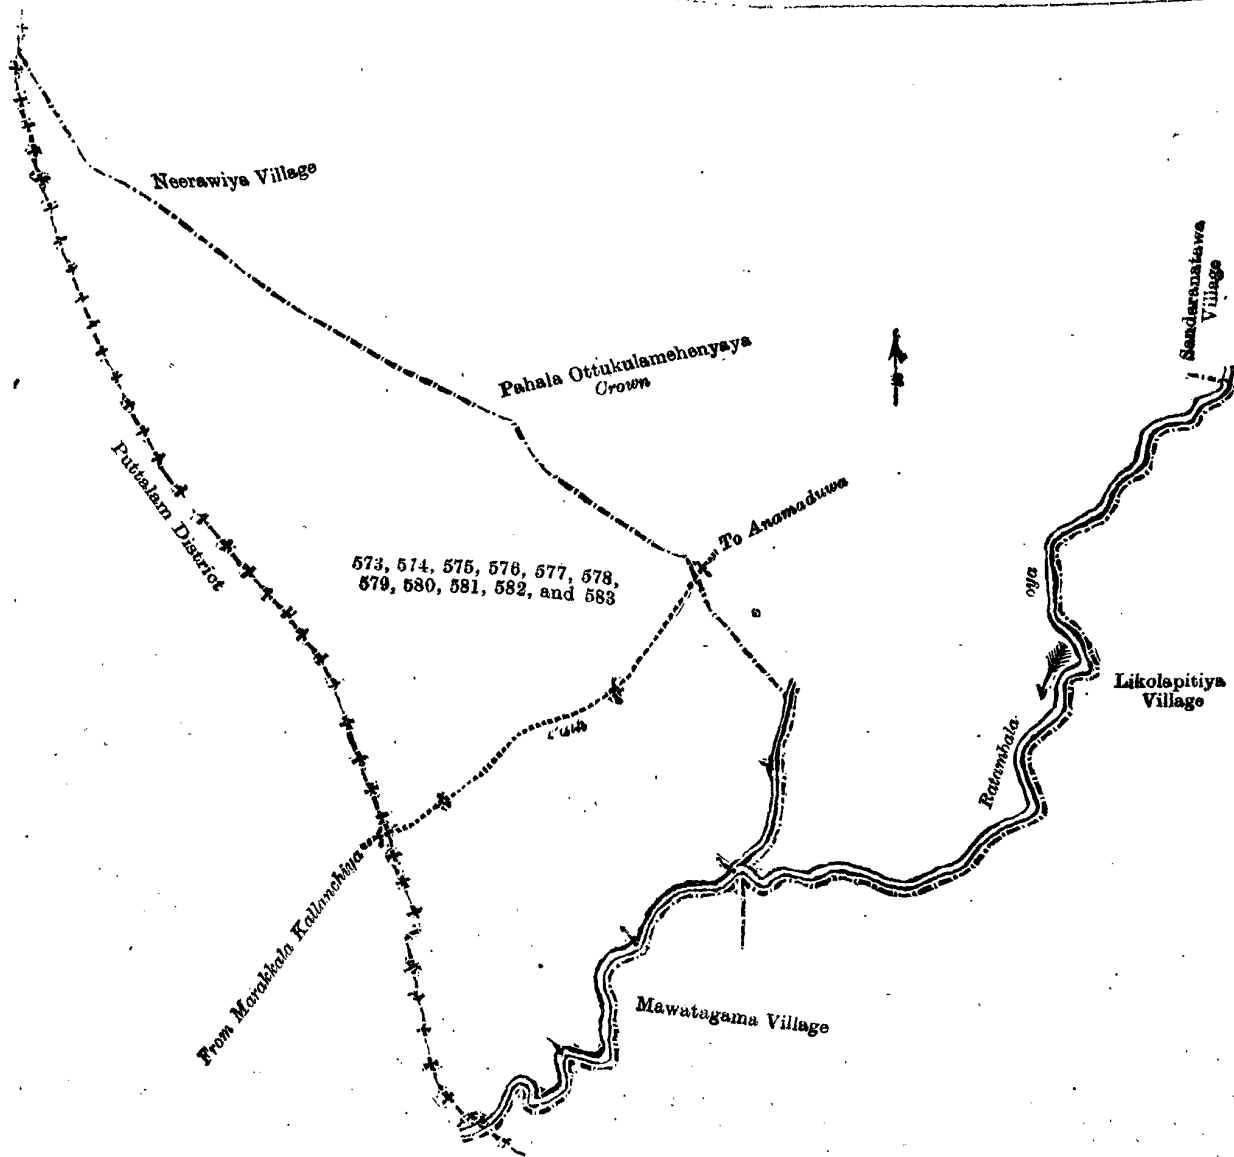 Neerawiya Village
Sandaranatawa
Village
Pahala Ottukulamehenyaya
Crown
Puttalam District
To Anamaduwa
573, 574, 575, 576, 577, 578,
579, 580, 581, 582, and 583
oya
Likolapitiya
Village
Ratambala
From Marakkala Kallanchiya
Mawatagama Village